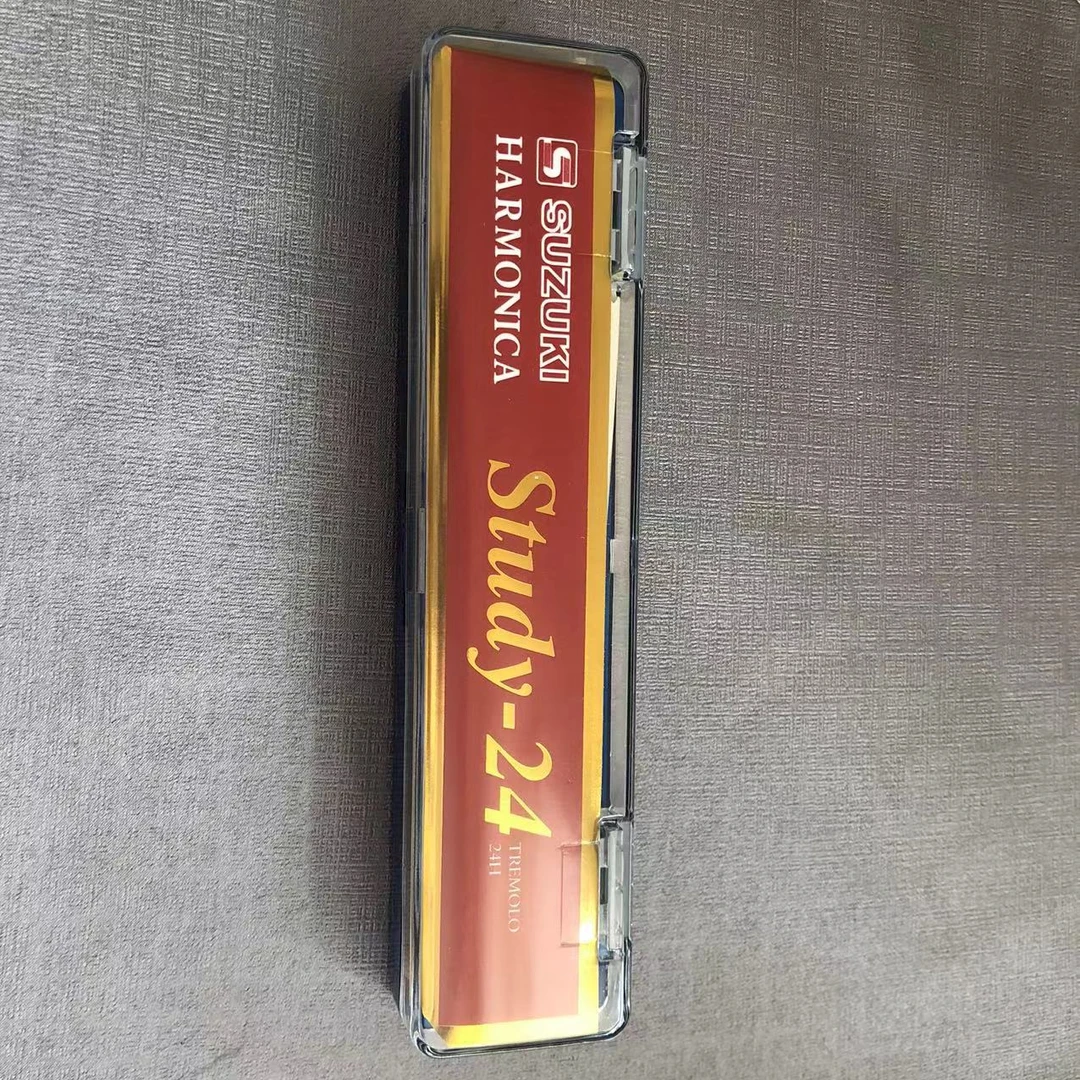 SUZUKI
HARMONICA
Study-24
TREMOLO
24H